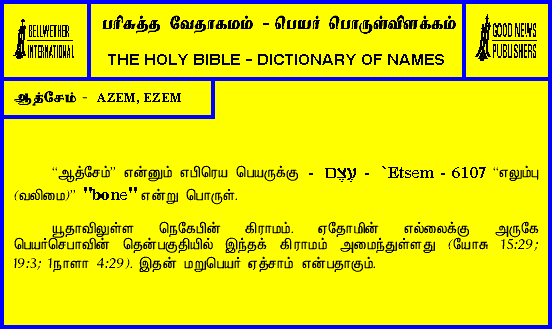 BELLWETHER
INTERNATIONAL
பரிசுத்த வேதாகமம் - பெயர் பொருள்விளக்கம்
THE HOLY BIBLE - DICTIONARY OF NAMES
GOOD NEWS
PUBLISHERS
ஆத்சேம் - AZEM, EZEM
“ஆத்சேம்” என்னும் எபிரெய பெயருக்கு - עֶצֶם - `Etsem - 6107 “எலும்பு
(வலிமை)” "bone" என்று பொருள்.
யூதாவிலுள்ள நெகேபின் கிராமம். ஏதோமின் எல்லைக்கு அருகே
பெயர்செபாவின் தென்பகுதியில் இந்தக் கிராமம் அமைந்துள்ளது (யோசு 15:29;
19:3; 1நாளா 4:29). இதன் மறுபெயர் ஏத்சாம் என்பதாகும்.